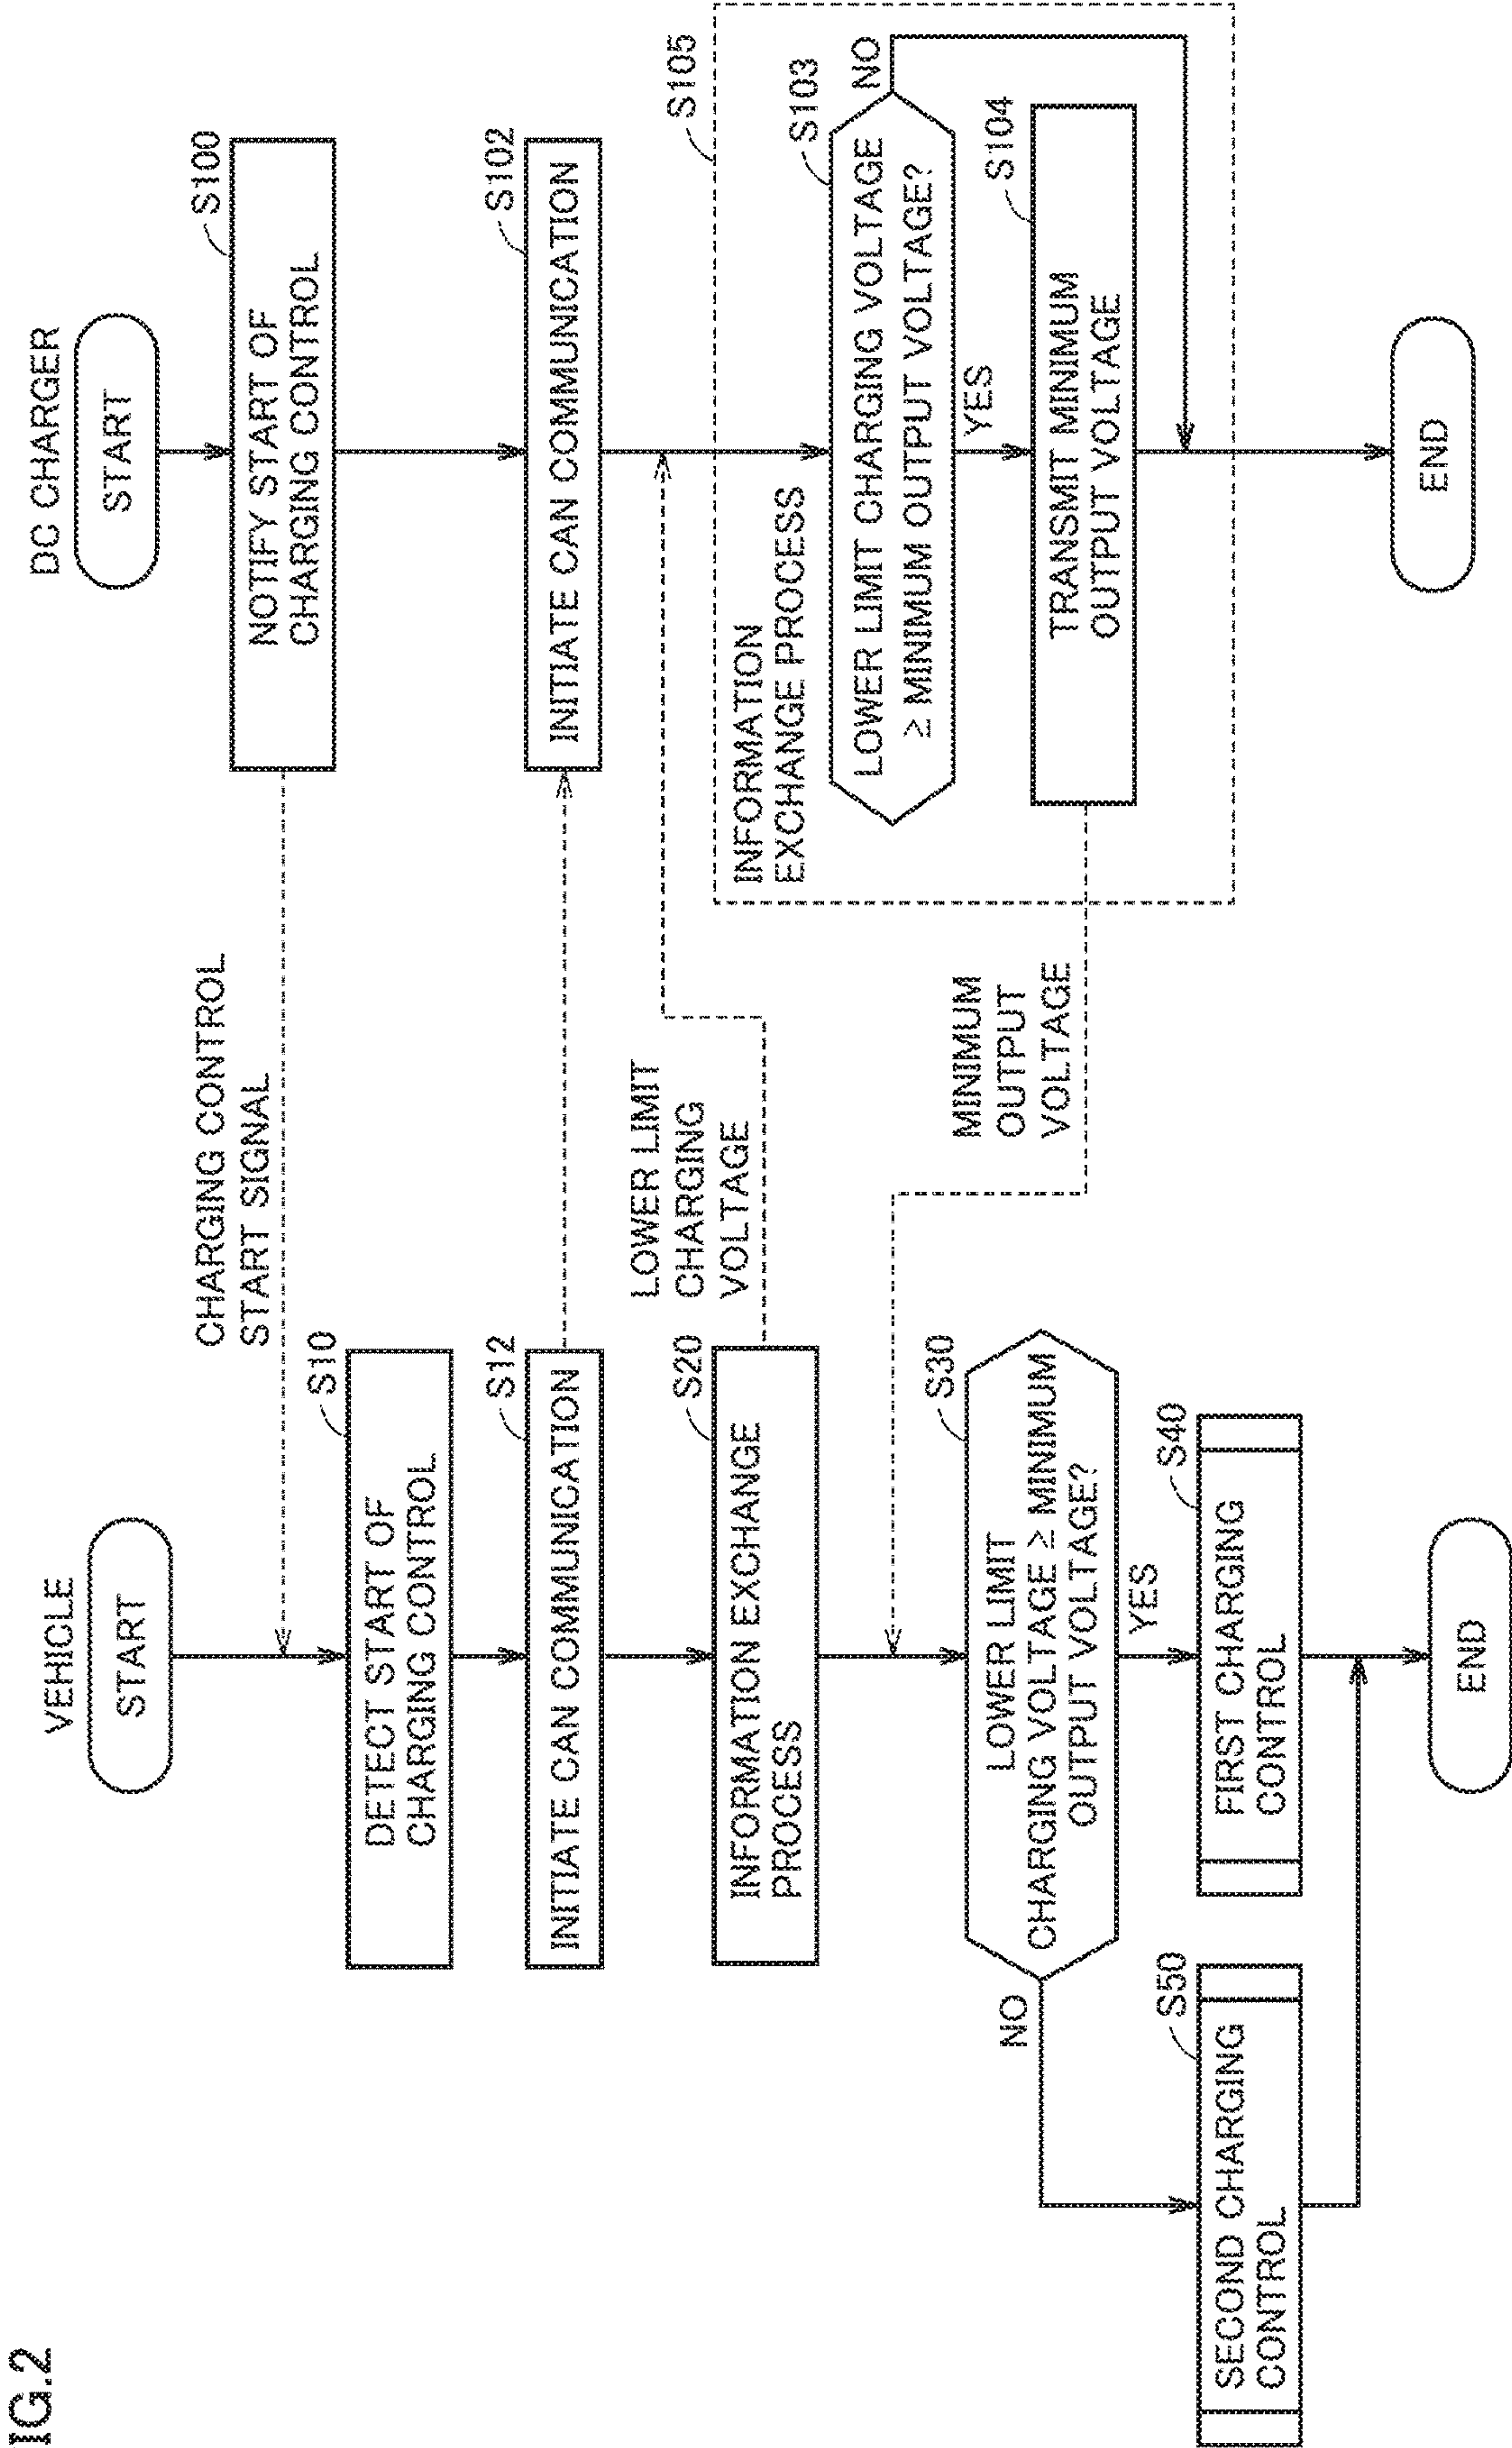 IG.2
VEHICLE
START
CHARGING CONTROL
START SIGNAL
S10
DETECT START OF
CHARGING CONTROL
S12
INITIATE CAN COMMUNICATION
S20
INFORMATION EXCHANGE
PROCESS
LOWER LIMIT
CHARGING
VOLTAGE
S30
LOWER LIMIT
CHARGING VOLTAGE ≥ MINIMUM
OUTPUT VOLTAGE?
NO
YES
S50
SECOND CHARGING
CONTROL
S40
FIRST CHARGING
CONTROL
END
DC CHARGER
START
S100
NOTIFY START OF
CHARGING CONTROL
S102
INITIATE CAN COMMUNICATION
S105
INFORMATION
EXCHANGE PROCESS
S103
LOWER LIMIT CHARGING VOLTAGE
≥ MINIMUM OUTPUT VOLTAGE?
NO
YES
S104
TRANSMIT MINIMUM
OUTPUT VOLTAGE
MINIMUM
OUTPUT
VOLTAGE
END